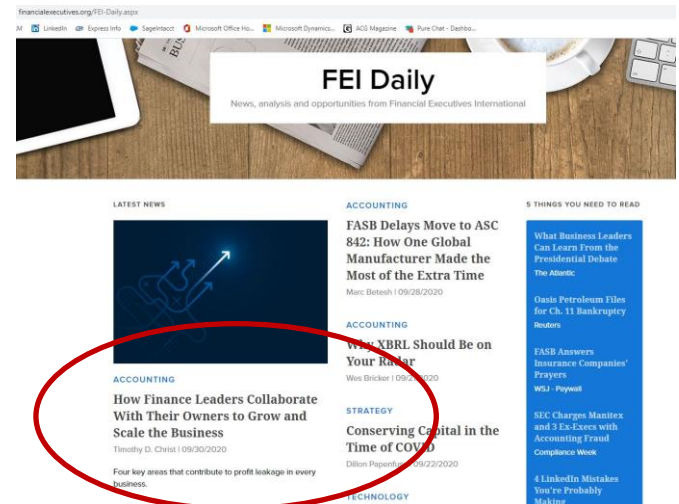 financialexecutives.org/FEI-Daily.aspx
LinkedIn
Express Info
SageIntacct
Microsoft Office Ho...
Microsoft Dynamics...
ACG Magazine
Pure Chat - Dashbo...
BUS
FEI Daily
News, analysis and opportunities from Financial Executives International
LATEST NEWS
ACCOUNTING
How Finance Leaders Collaborate
With Their Owners to Grow and
Scale the Business
Timothy D. Christ | 09/30/2020
Four key areas that contribute to profit leakage in every
business.
ACCOUNTING
FASB Delays Move to ASC
842: How One Global
Manufacturer Made the
Most of the Extra Time
Marc Betesh | 09/28/2020
ACCOUNTING
Why XBRL Should Be on
Your Radar
Wes Bricker |
STRATEGY
Conserving Capital in the
Time of COVID
Dillon Papenfuss 09/22/2020
TECHNOLOGY
5 THINGS YOU NEED TO READ
What Business Leaders
Can Learn From the
Presidential Debate
The Atlantic
Oasis Petroleum Files
for Ch. 11 Bankruptcy
Reuters
FASB Answers
Insurance Companies'
Prayers
WSJ - Paywall
SEC Charges Manitex
and 3 Ex-Execs with
Accounting Fraud
Compliance Week
4 LinkedIn Mistakes
You're Probably
Making